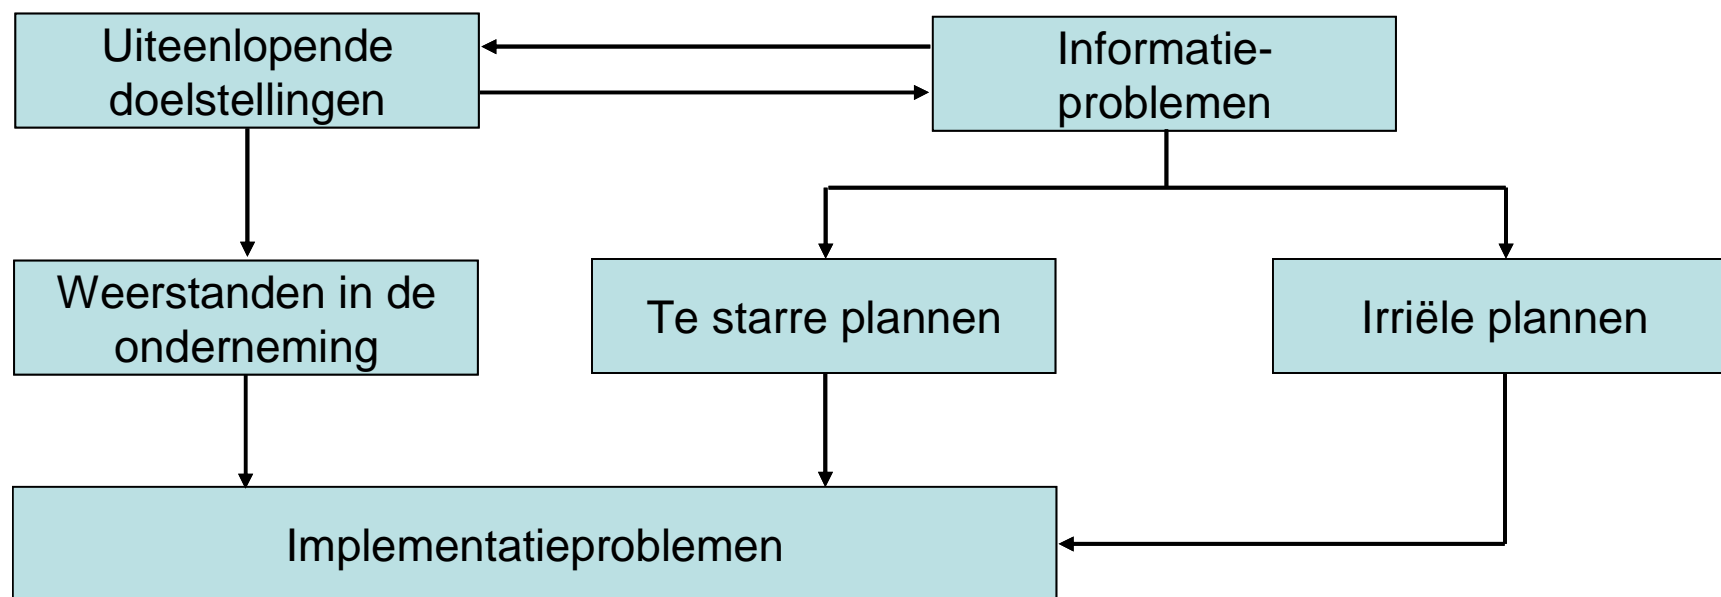 Uiteenlopende
doelstellingen
Informatie-
problemen
Weerstanden in de
onderneming
Te starre plannen
Irriële plannen
Implementatieproblemen